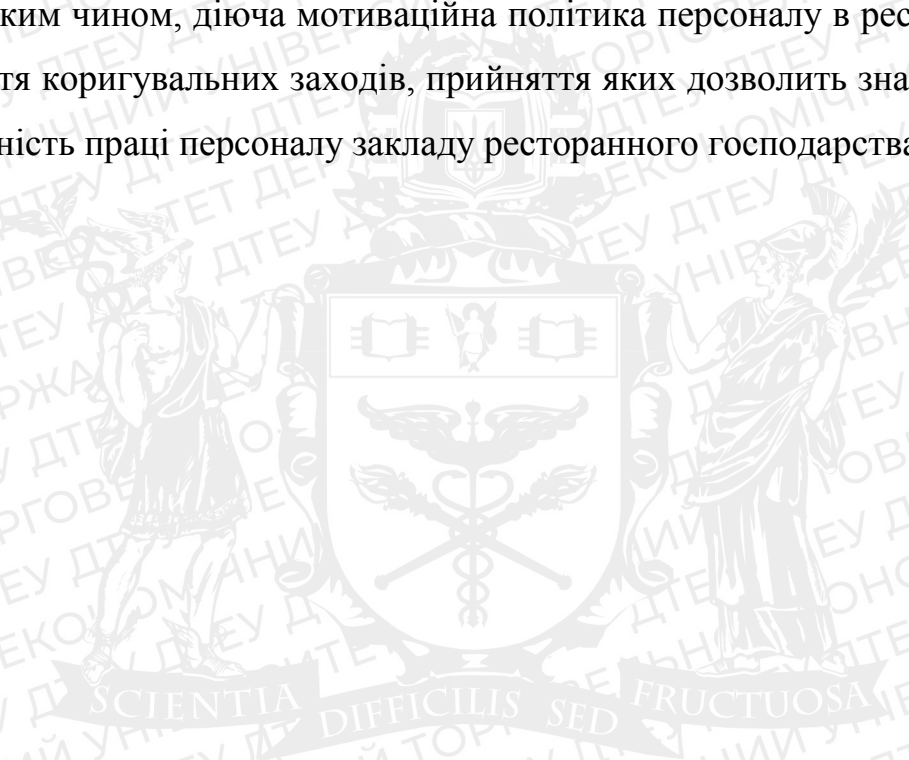 ким чином, діюча мотиваційна політика персоналу в рес
тя коригувальних заходів, прийняття яких дозволить зна
ність праці персоналу закладу ресторанного господарства
SCIENTIA DIFFICILIS SED FRUCTUOSA